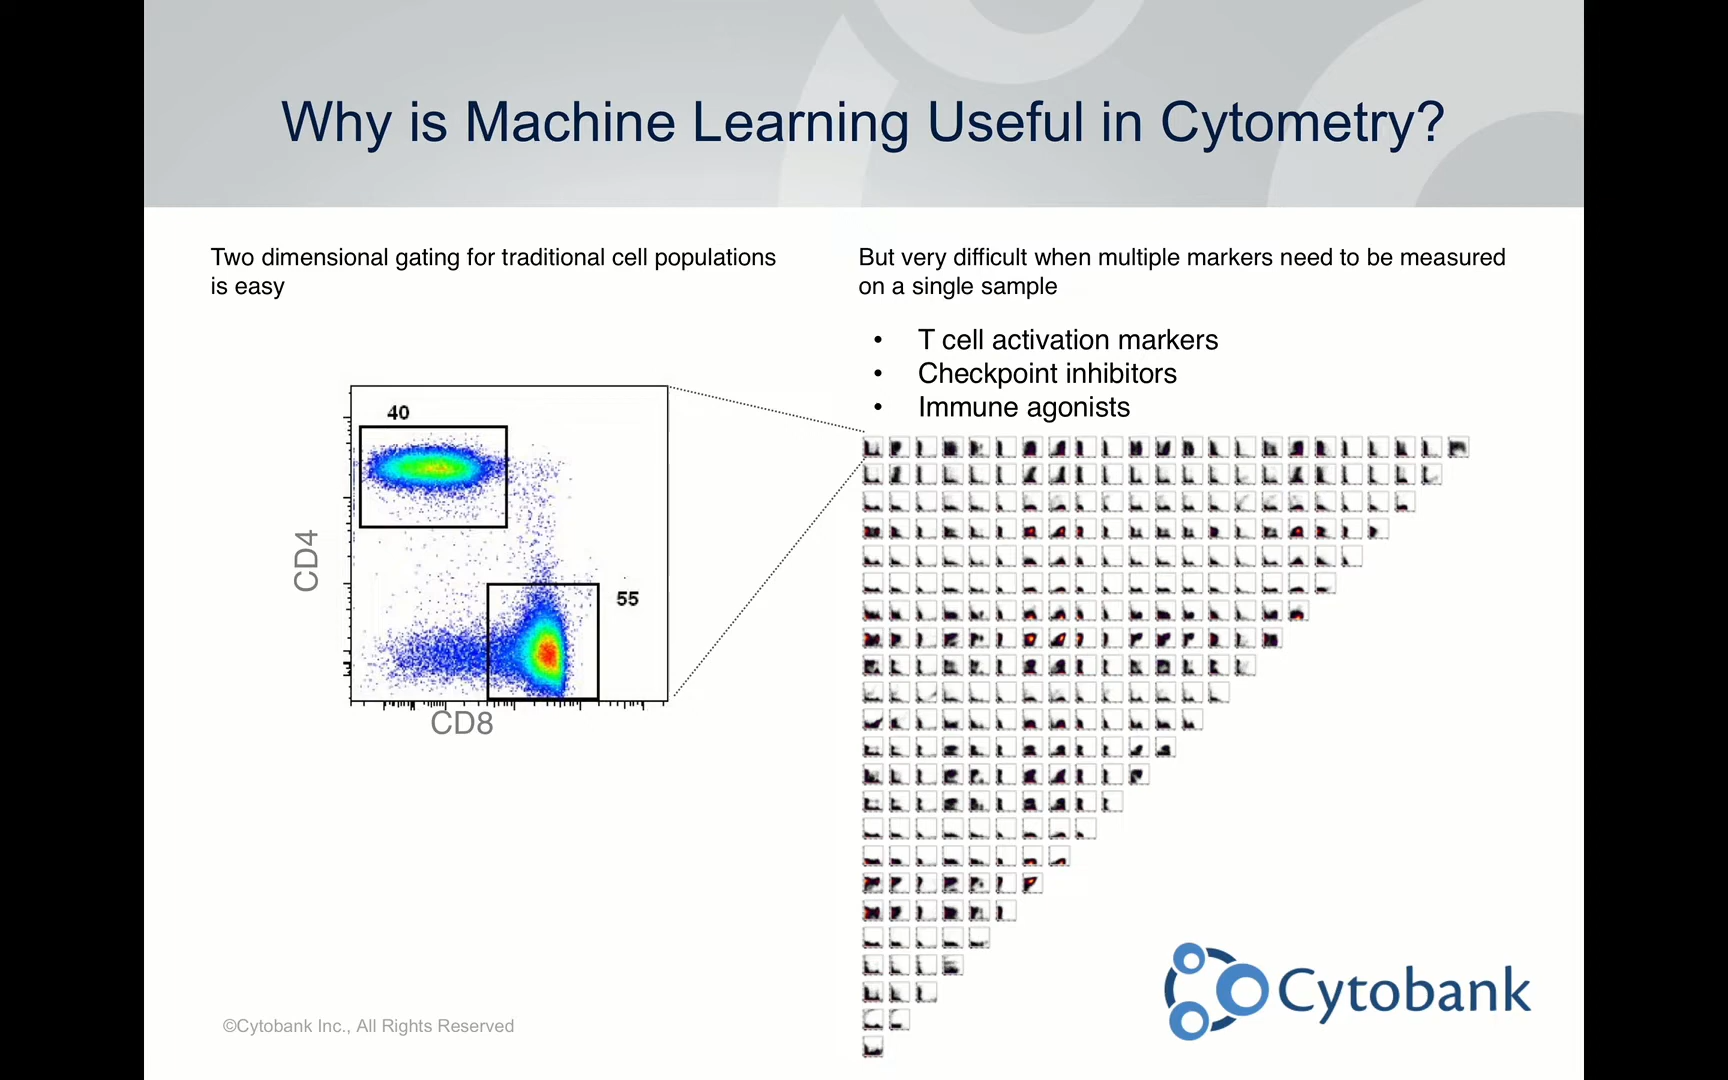 Why is Machine Learning Useful in Cytometry?
Two dimensional gating for traditional cell populations
is easy
But very difficult when multiple markers need to be measured
on a single sample
• T cell activation markers
• Checkpoint inhibitors
• Immune agonists
40
55
CD4
CD8
Cytobank
©Cytobank Inc., All Rights Reserved